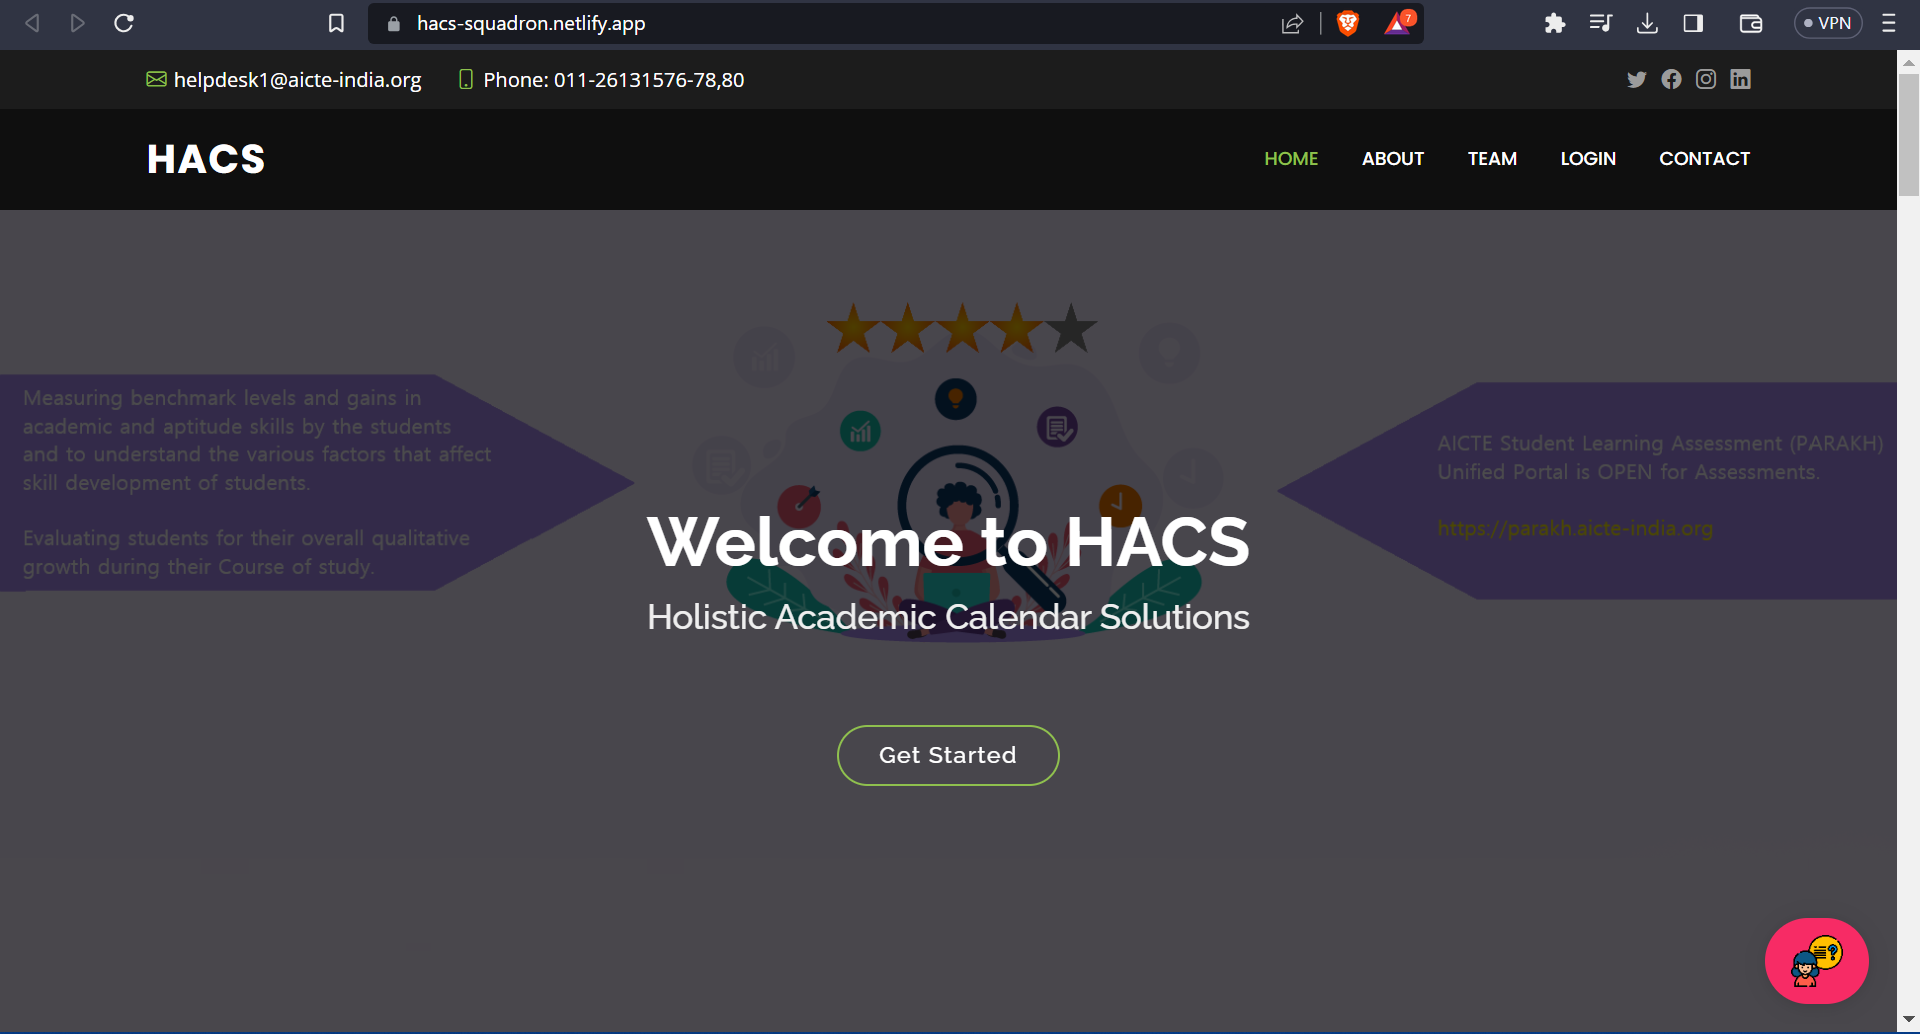 hacs-squadron.netlify.app
7
VPN
helpdesk1@aicte-india.org
Phone: 011-26131576-78,80
HACS
HOME
ABOUT
TEAM
LOGIN
CONTACT
Measuring benchmark levels and gains in
academic and aptitude skills by the students
and to understand the various factors that affect
skill development of students.
Evaluating students for their overall qualitative
growth during their Course of study.
AICTE Student Learning Assessment (PARAKH)
Unified Portal is OPEN for Assessments.
https://parakh.aicte-india.org
Welcome to HACS
Holistic Academic Calendar Solutions
Get Started